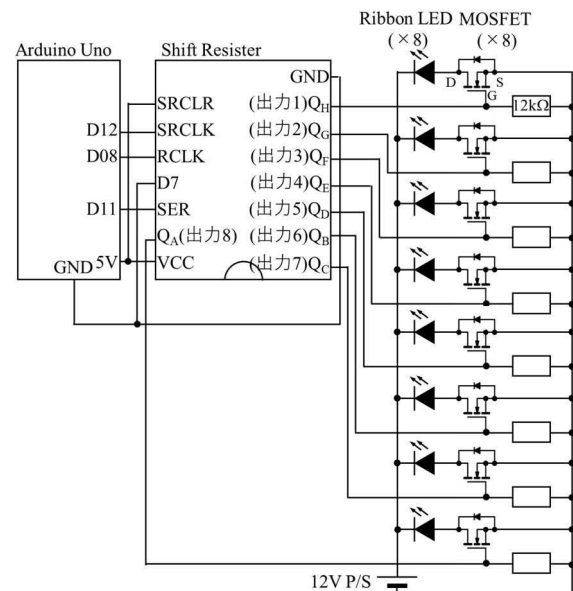 Ribbon LED MOSFET
(×8) (×8)
Arduino Uno
Shift Resister
GND
D S
G
SRCLR
(出力1)QH
12kΩ
D12
SRCLK
(出力2)QG
D08
RCLK
(出力3)QF
D7
(出力4)QE
D11
SER
(出力5)QD
QA(出力8)
(出力6)QB
GND 5V
VCC
(出力7)QC
12V P/S